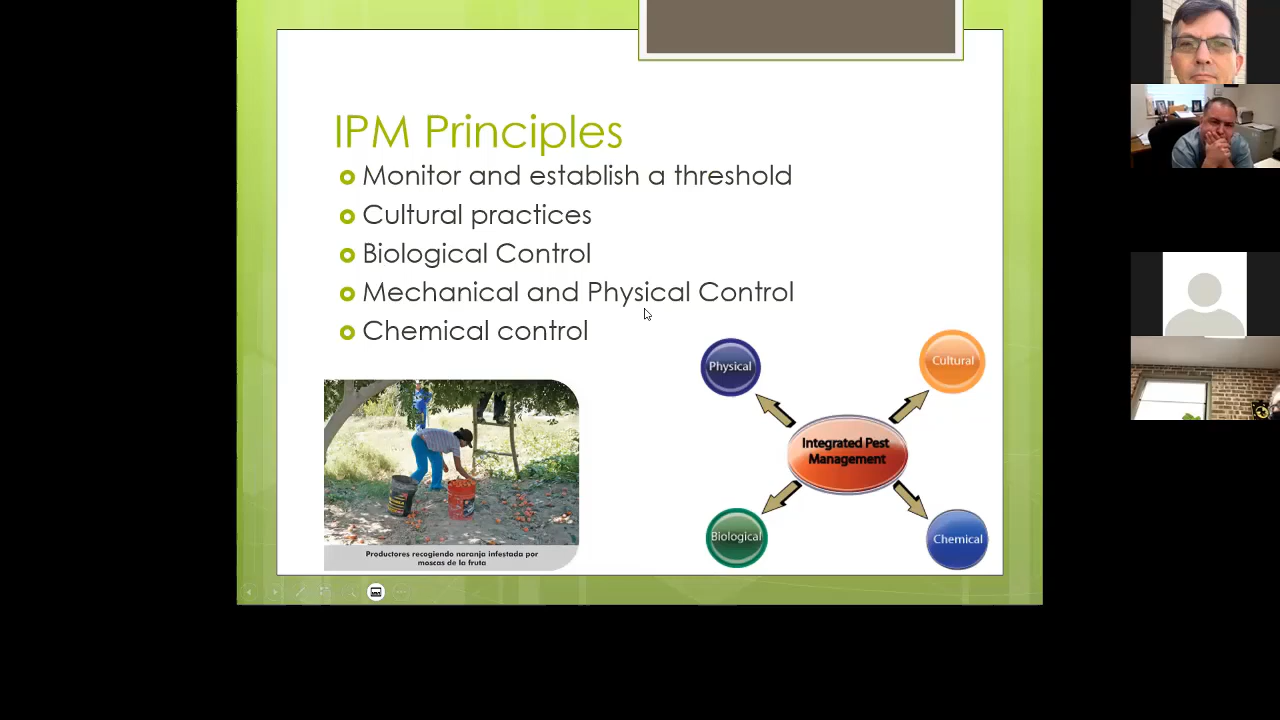 IPM Principles
Monitor and establish a threshold
Cultural practices
Biological Control
Mechanical and Physical Control
Chemical control
Productores recogiendo naranja infestada por
moscas de la fruta
Physical
Cultural
Integrated Pest
Management
Biological
Chemical